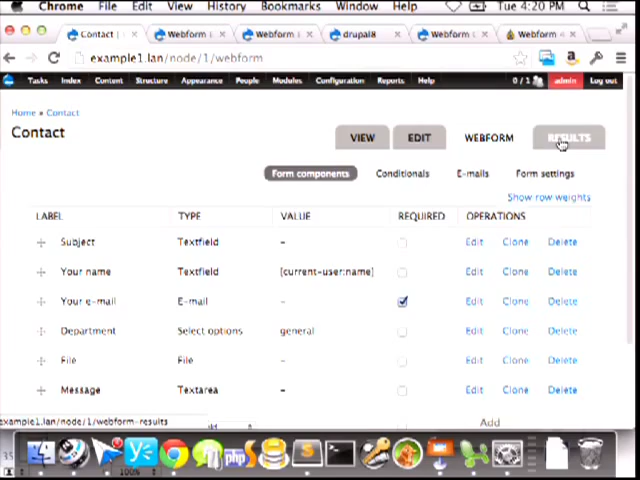 Chrome File Edit View History Bookmarks Window Help 4:20 PM
Contact | Webform Webform drupal8 Webform Webform
example1.lan/node/1/webform
Tasks Index Content Structure Appearance People Modules Configuration Reports Help 0 / 1 admin Log out
Home » Contact
Contact
VIEW EDIT WEBFORM RESULTS
Form components Conditionals E-mails Form settings
Show row weights
LABEL TYPE VALUE REQUIRED OPERATIONS
Subject Textfield – Edit Clone Delete
Your name Textfield [current-user:name] Edit Clone Delete
Your e-mail E-mail – Edit Clone Delete
Department Select options general Edit Clone Delete
File File – Edit Clone Delete
Message Textarea – Edit Clone Delete
example1.lan/node/1/webform-results
Add
php
100%